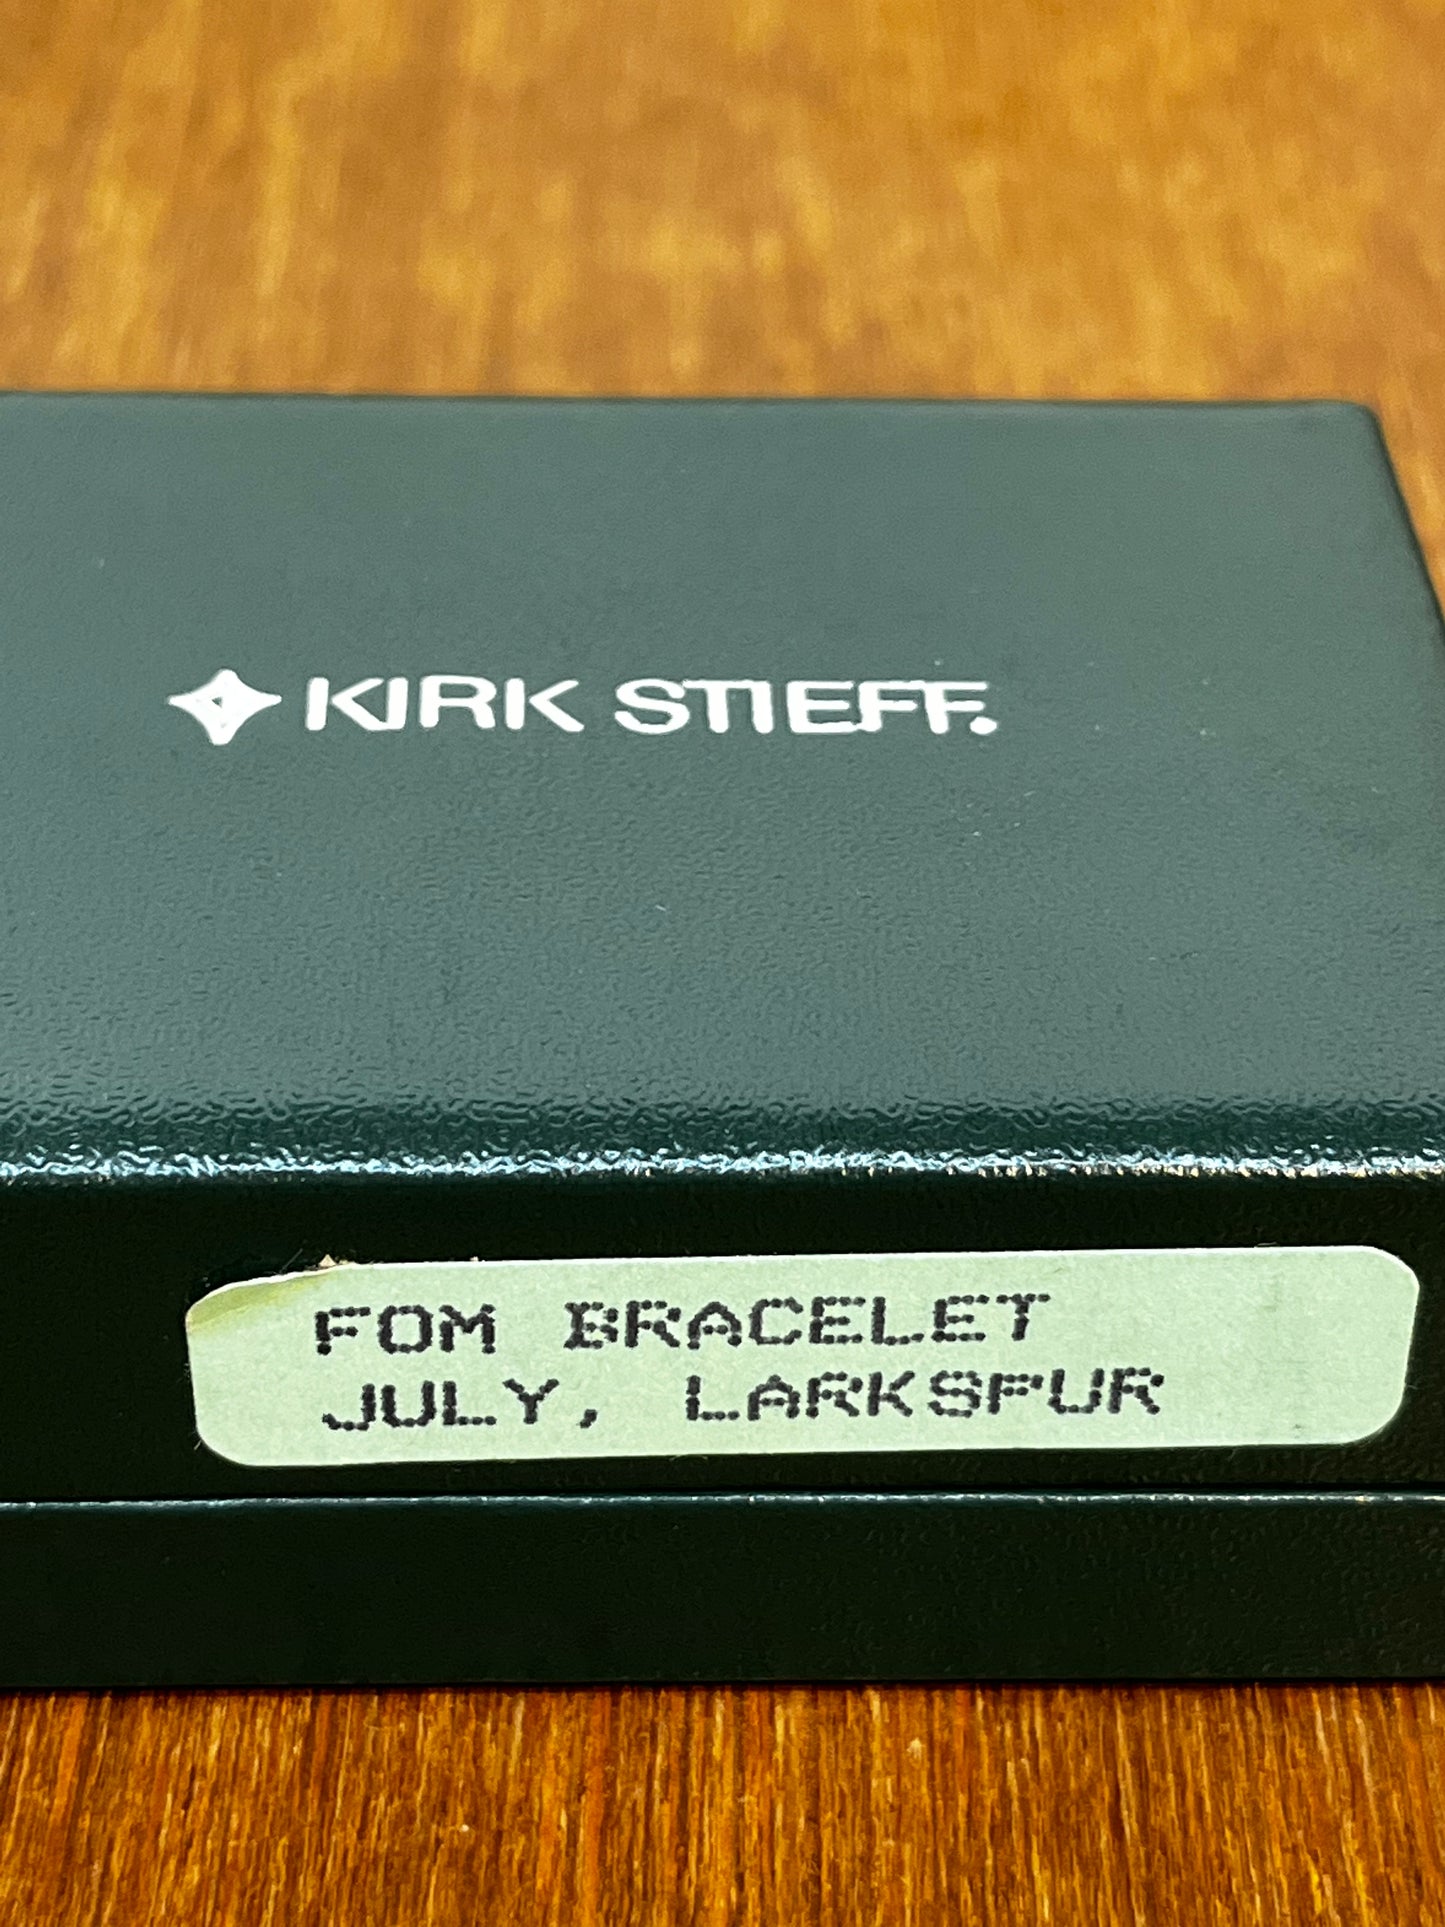 KIRK STIEFF.
FOM BRACELET
JULY, LARKSPUR